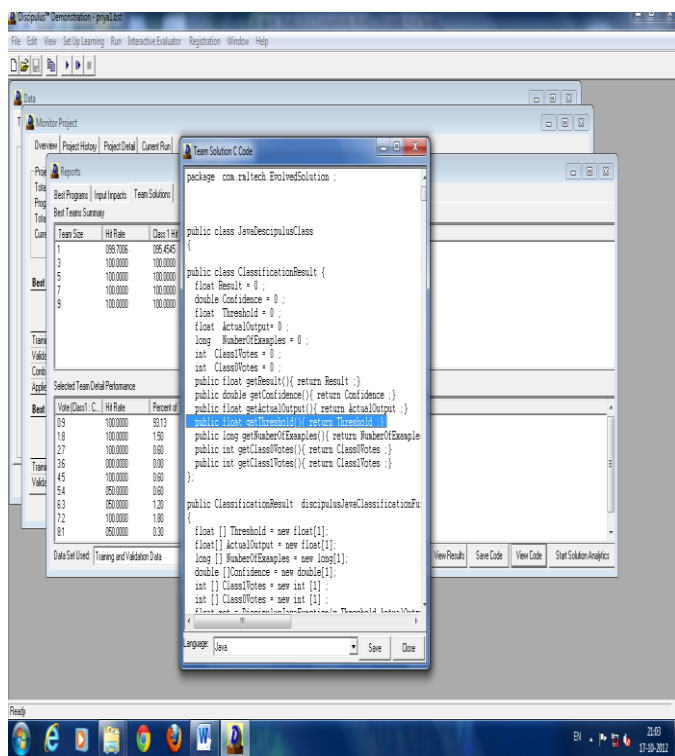 Discipulus™ Demonstration - priya1.bst
File Edit View Set Up Learning Run Interactive Evaluator Registration Window Help
Data
Monitor Project
Overview Project History Project Detail Current Run
Reports
Best Programs Input Impacts Team Solutions
Best Teams Summary
Team Size Hit Rate Class 1 Hit
1 099.7006 095.4545
3 100.0000 100.0000
5 100.0000 100.0000
7 100.0000 100.0000
9 100.0000 100.0000
Best
Selected Team Detail Performance
Vote (Class1 : C... Hit Rate Percent of
0:9 100.0000 93.13
1:8 100.0000 1.50
2:7 100.0000 0.60
3:6 000.0000 0.00
4:5 100.0000 0.60
5:4 050.0000 0.60
6:3 050.0000 1.20
7:2 100.0000 1.80
8:1 050.0000 0.30
Data Set Used: Training and Validation Data
View Results Save Code View Code Start Solution Analytics
Team Solution C Code
package com.rmltech.EvolvedSolution ;
public class JavaDescipulusClass
{
public class ClassificationResult {
float Result = 0 ;
double Confidence = 0 ;
float Threshold = 0 ;
float ActualOutput= 0 ;
long NumberOfExamples = 0 ;
int Class1Votes = 0 ;
int Class0Votes = 0 ;
public float getResult(){ return Result ;}
public double getConfidence(){ return Confidence ;}
public float getActualOutput(){ return ActualOutput ;}
public float getThreshold(){ return Threshold ;}
public long getNumberOfExamples(){ return NumberOfExample
public int getClass0Votes(){ return Class0Votes ;}
public int getClass1Votes(){ return Class1Votes ;}
};
public ClassificationResult discipulusJavaClassificationFu
{
float [] Threshold = new float[1];
float[] ActualOutput = new float[1];
long [] NumberOfExamples = new long[1];
double []Confidence = new double[1];
int [] Class1Votes = new int [1] ;
int [] Class0Votes = new int [1] ;
Language: Java Save Close
Ready
EN 21:03
17-10-2012